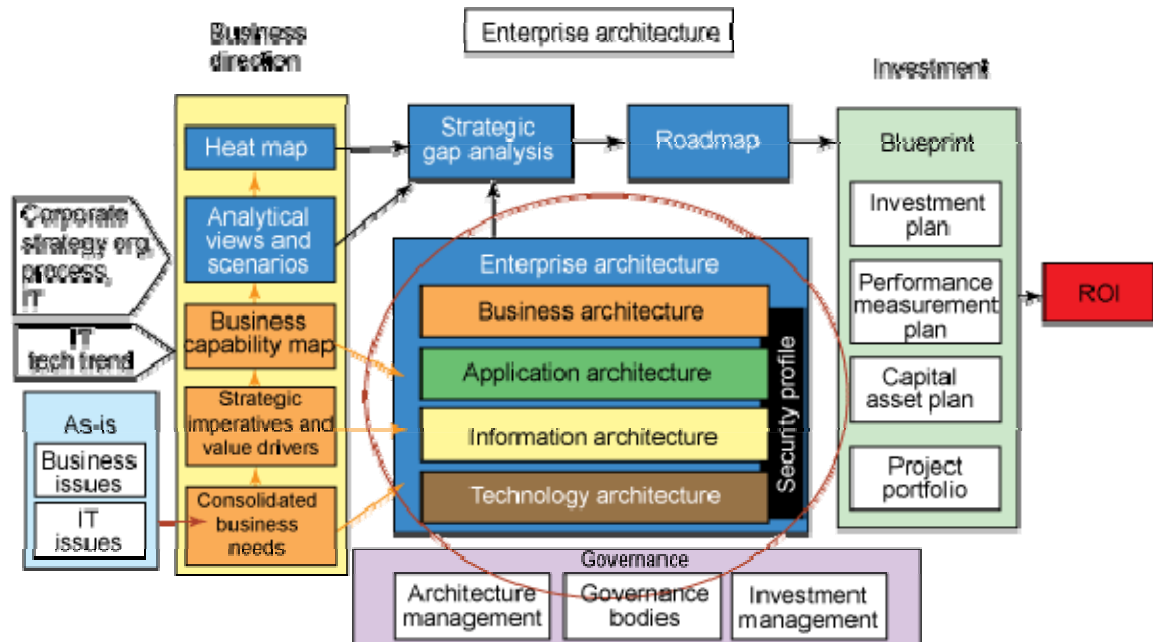 Business
direction
Enterprise architecture
Investment
Heat map
Strategic
gap analysis
Roadmap
Blueprint
Corporate
strategy org,
process,
IT
Analytical
views and
scenarios
Investment
plan
Enterprise architecture
Performance
measurement
plan
ROI
IT
tech trend
Business
capability map
Business architecture
Application architecture
Information architecture
Technology architecture
Security profile
Capital
asset plan
As-is
Business
issues
IT
issues
Strategic
imperatives and
value drivers
Consolidated
business
needs
Project
portfolio
Governance
Architecture
management
Governance
bodies
Investment
management